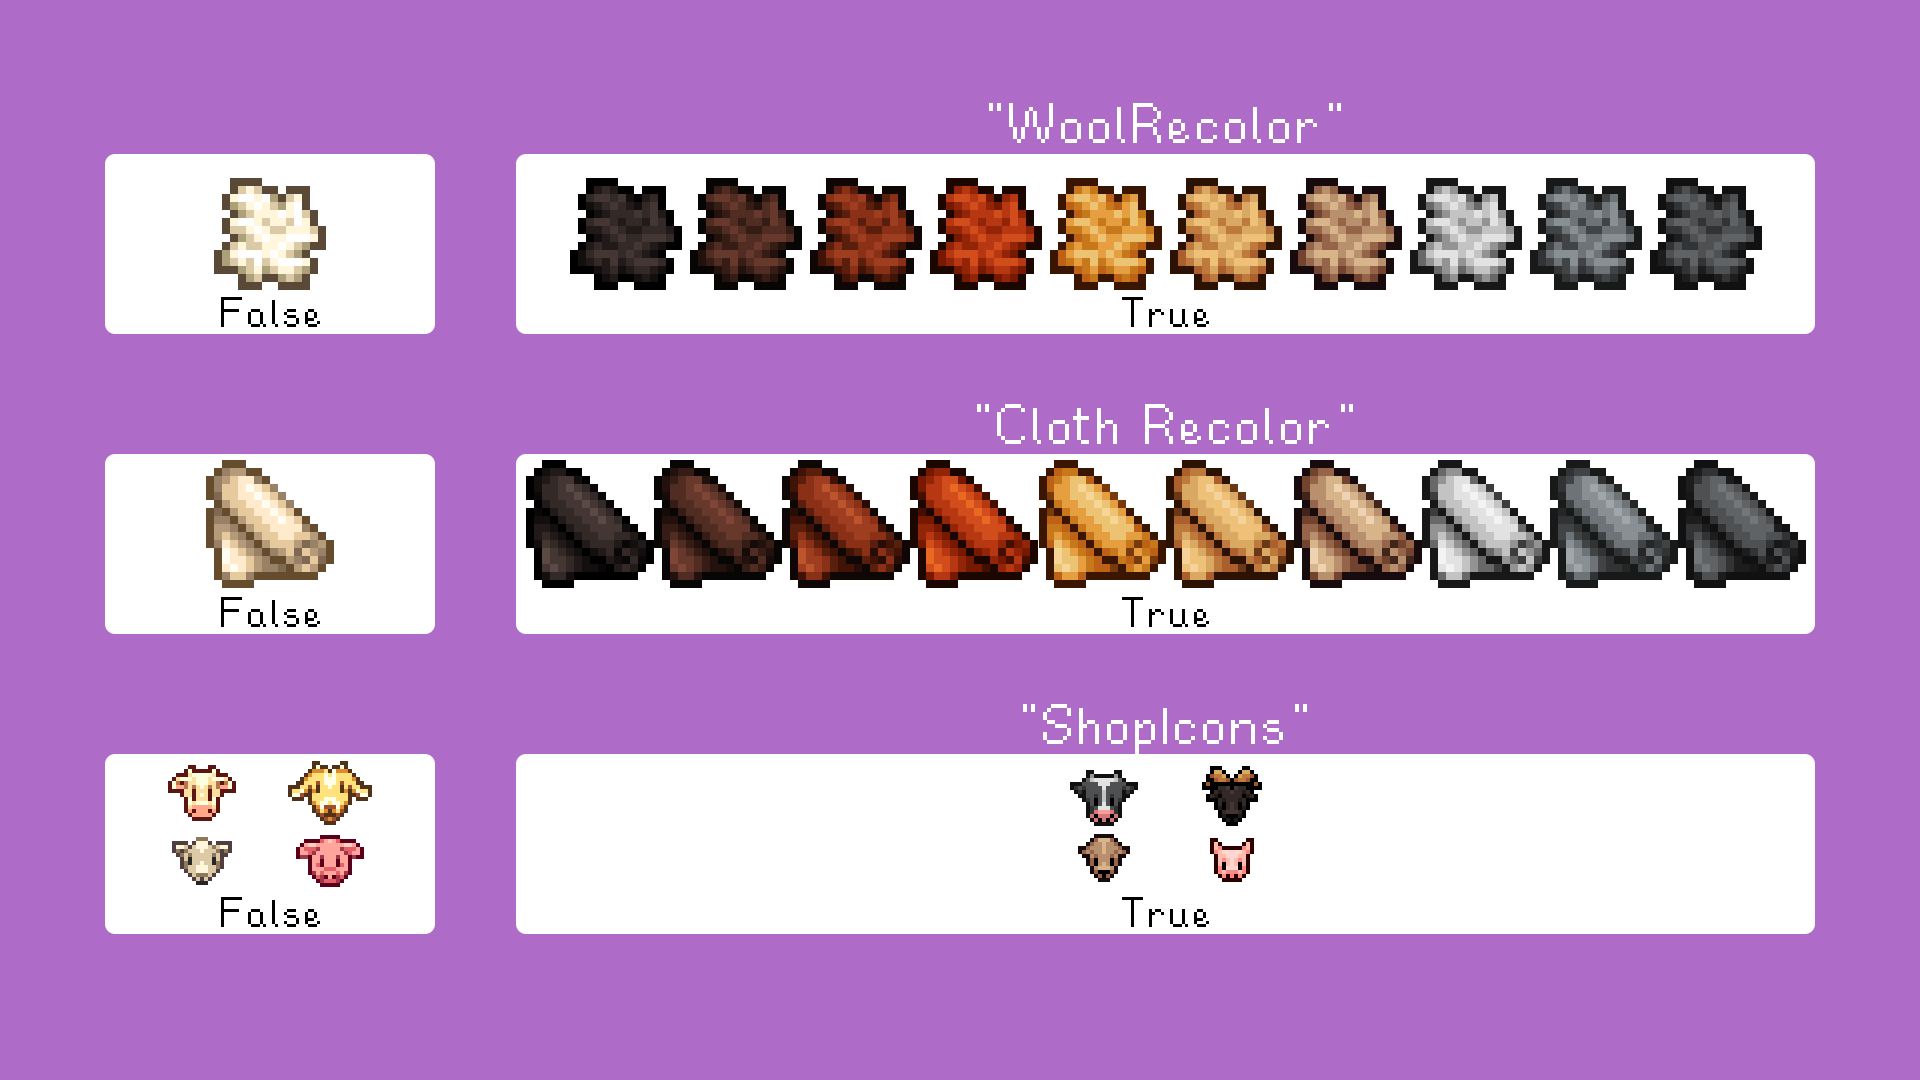 "WoolRecolor"
False
True
"Cloth Recolor"
False
True
"ShopIcons"
False
True